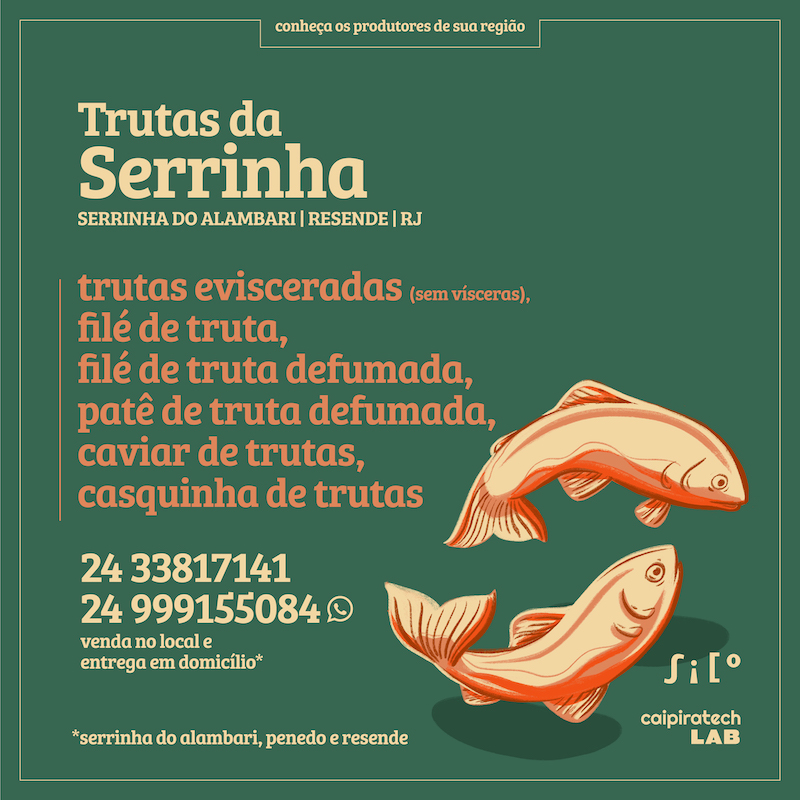 conheça os produtores de sua região
Trutas da
Serrinha
SERRINHA DO ALAMBARI | RESENDE | RJ
trutas evisceradas (sem vísceras),
filé de truta,
filé de truta defumada,
patê de truta defumada,
caviar de trutas,
casquinha de trutas
24 33817141
24 999155084
venda no local e
entrega em domicílio*
silo
caipiratech
LAB
*serrinha do alambari, penedo e resende